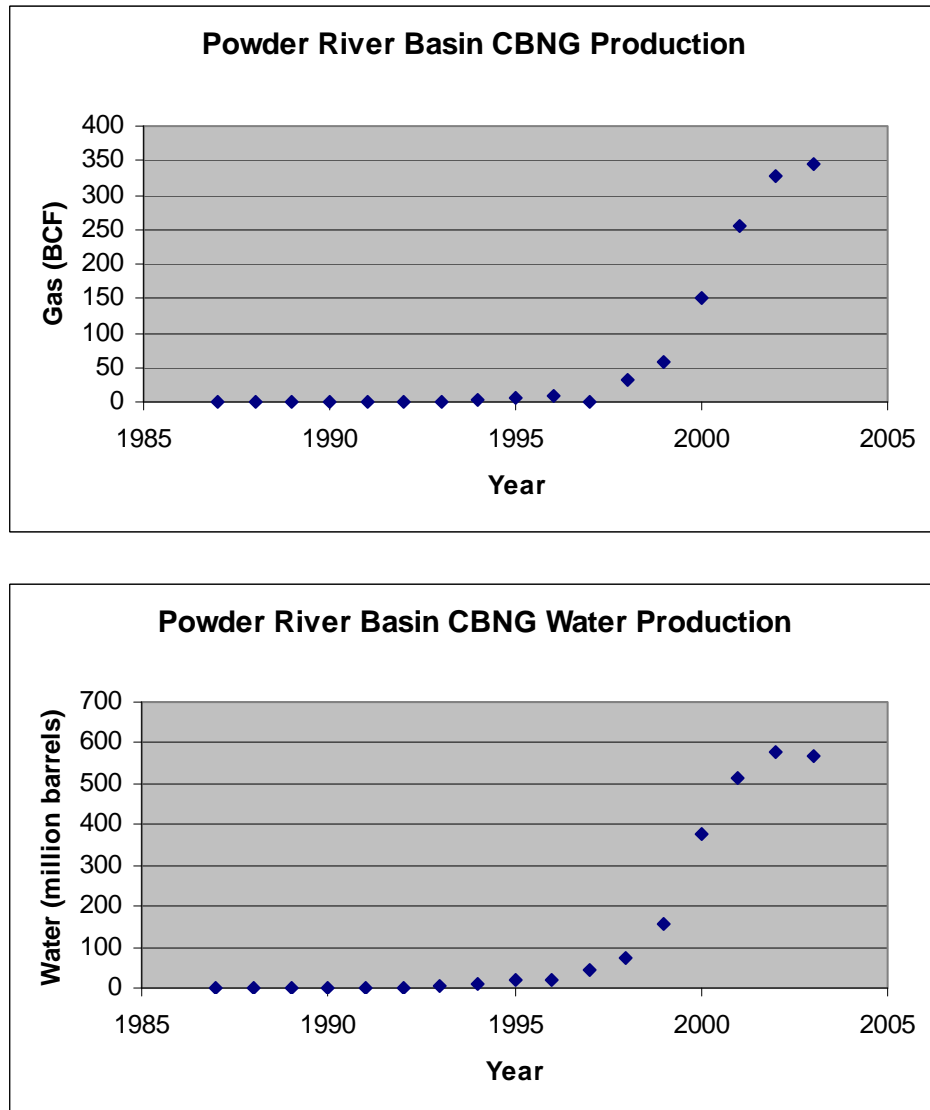 Powder River Basin CBNG Production
400
350
300
250
200
150
100
50
0
Gas (BCF)
1985 1990 1995 2000 2005
Year
Powder River Basin CBNG Water Production
700
600
500
400
300
200
100
0
Water (million barrels)
1985 1990 1995 2000 2005
Year